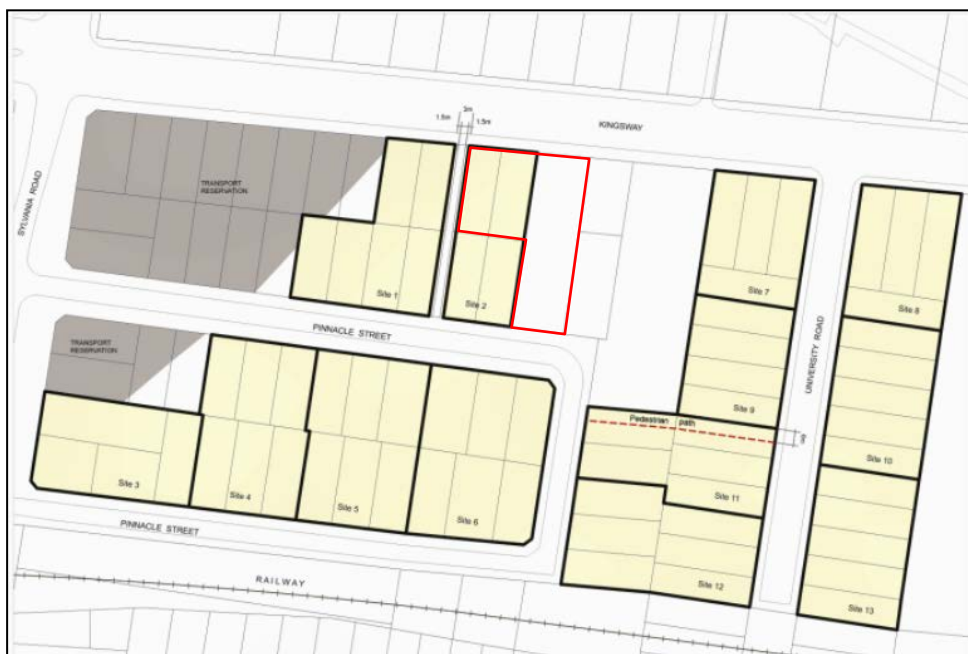 3m
1.5m
1.5m
KINGSWAY
TRANSPORT
RESERVATION
SYLVANIA ROAD
Site 1
Site 2
Site 7
Site 8
PINNACLE STREET
UNIVERSITY ROAD
TRANSPORT
RESERVATION
Site 9
Pedestrian path
Site 10
Site 3
Site 4
Site 5
Site 6
Site 11
PINNACLE STREET
RAILWAY
Site 12
Site 13